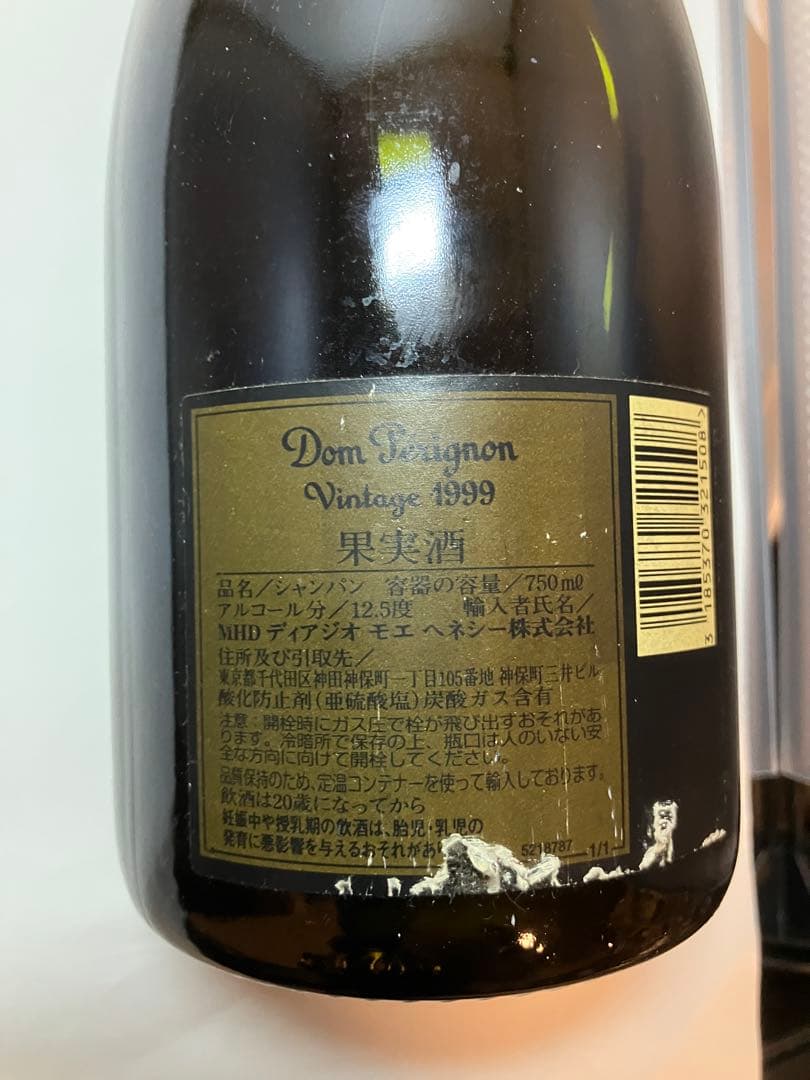 Dom Pérignon
Vintage 1999
果実酒
品名/シャンパン 容器の容量/750mℓ
アルコール分/12.5度 輸入者氏名/
MHD ディアジオ モエ ヘネシー株式会社
住所及び引取先/
東京都千代田区神田神保町一丁目105番地 神保町三井ビル
酸化防止剤(亜硫酸塩)炭酸ガス含有
注意:開栓時にガス圧で栓が飛び出すおそれがあ
ります。冷暗所で保存の上、瓶口は人のいない安
全な方向に向けて開栓してください。
品質保持のため、定温コンテナーを使って輸入しております。
飲酒は20歳になってから
妊娠中や授乳期の飲酒は、胎児・乳児の
発育に悪影響を与えるおそれがあり
5218787 1/1
3 185370 321508 >